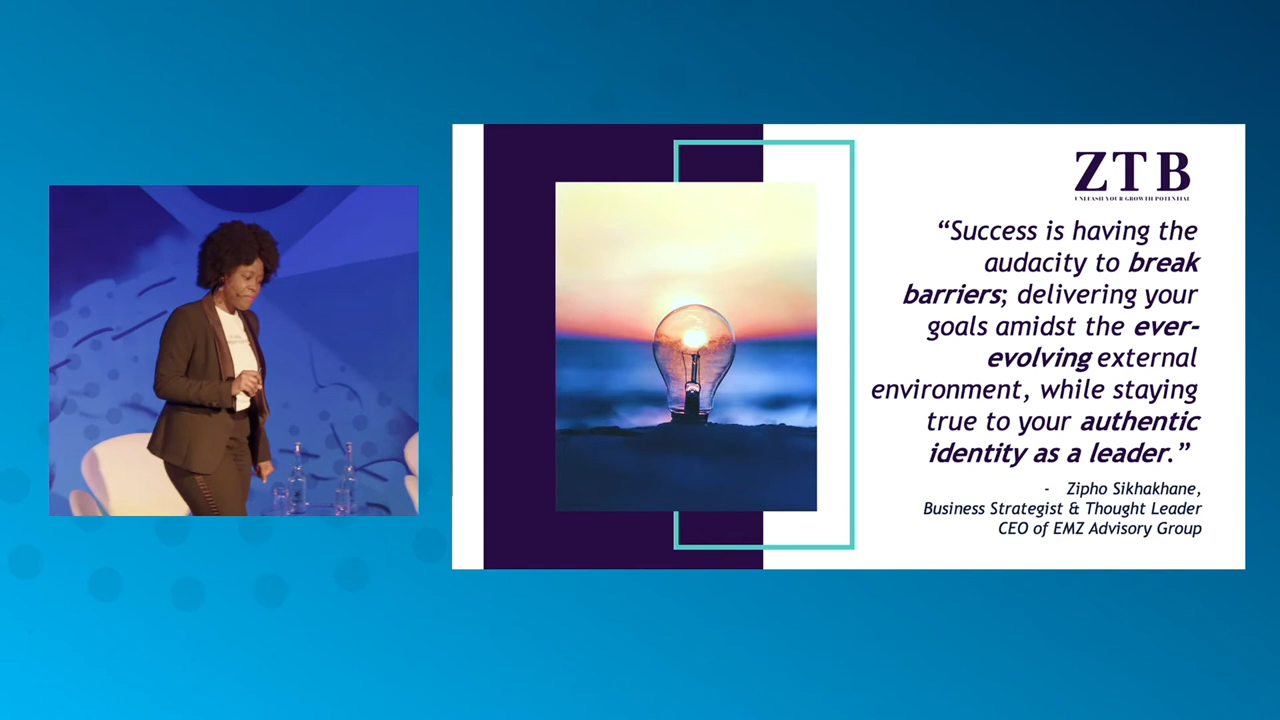 ZTB
UNLEASH YOUR GROWTH POTENTIAL
“Success is having the
audacity to break
barriers; delivering your
goals amidst the ever-
evolving external
environment, while staying
true to your authentic
identity as a leader.”
- Zipho Sikhakhane,
Business Strategist & Thought Leader
CEO of EMZ Advisory Group